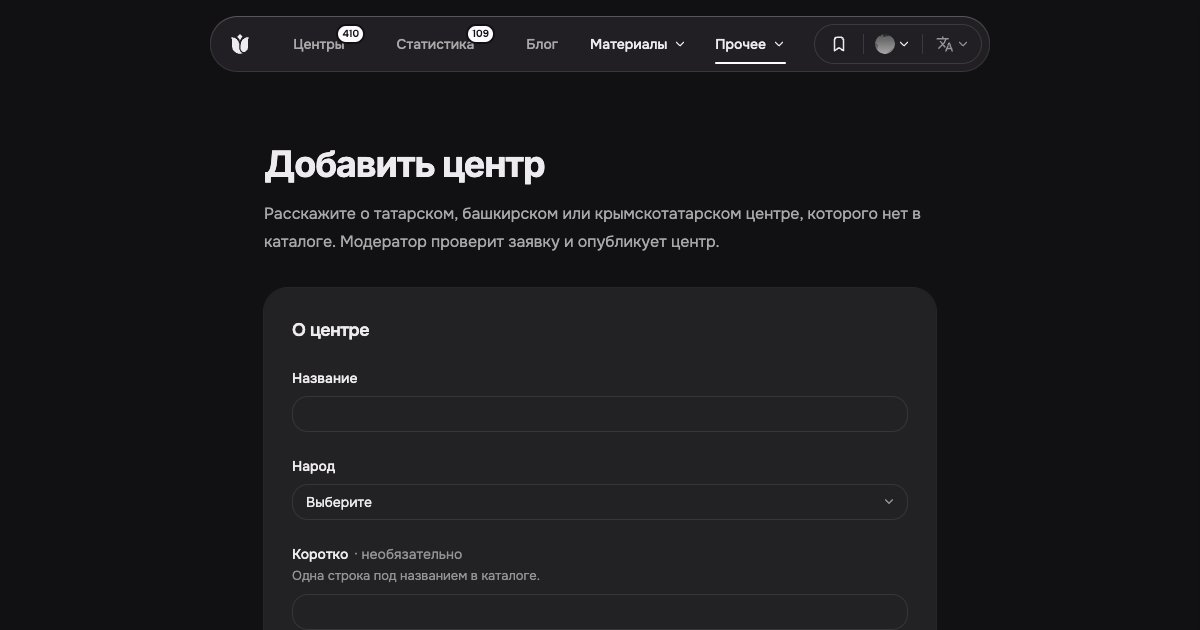 Центры 410 Статистика 109 Блог Материалы Прочее
Добавить центр
Расскажите о татарском, башкирском или крымскотатарском центре, которого нет в
каталоге. Модератор проверит заявку и опубликует центр.
О центре
Название
Народ
Выберите
Коротко · необязательно
Одна строка под названием в каталоге.